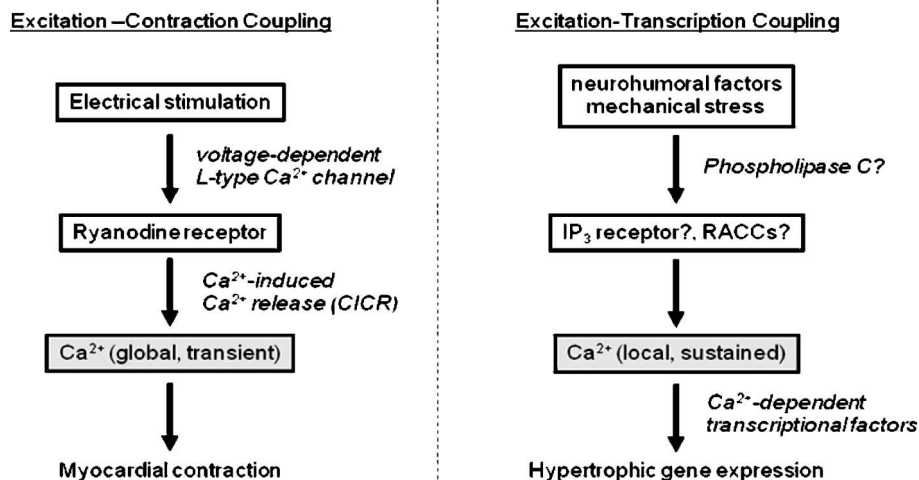 Excitation –Contraction Coupling
Electrical stimulation
voltage-dependent
L-type Ca²⁺ channel
Ryanodine receptor
Ca²⁺-induced
Ca²⁺ release (CICR)
Ca²⁺ (global, transient)
Myocardial contraction
Excitation-Transcription Coupling
neurohumoral factors
mechanical stress
Phospholipase C?
IP₃ receptor?, RACCs?
Ca²⁺ (local, sustained)
Ca²⁺-dependent
transcriptional factors
Hypertrophic gene expression